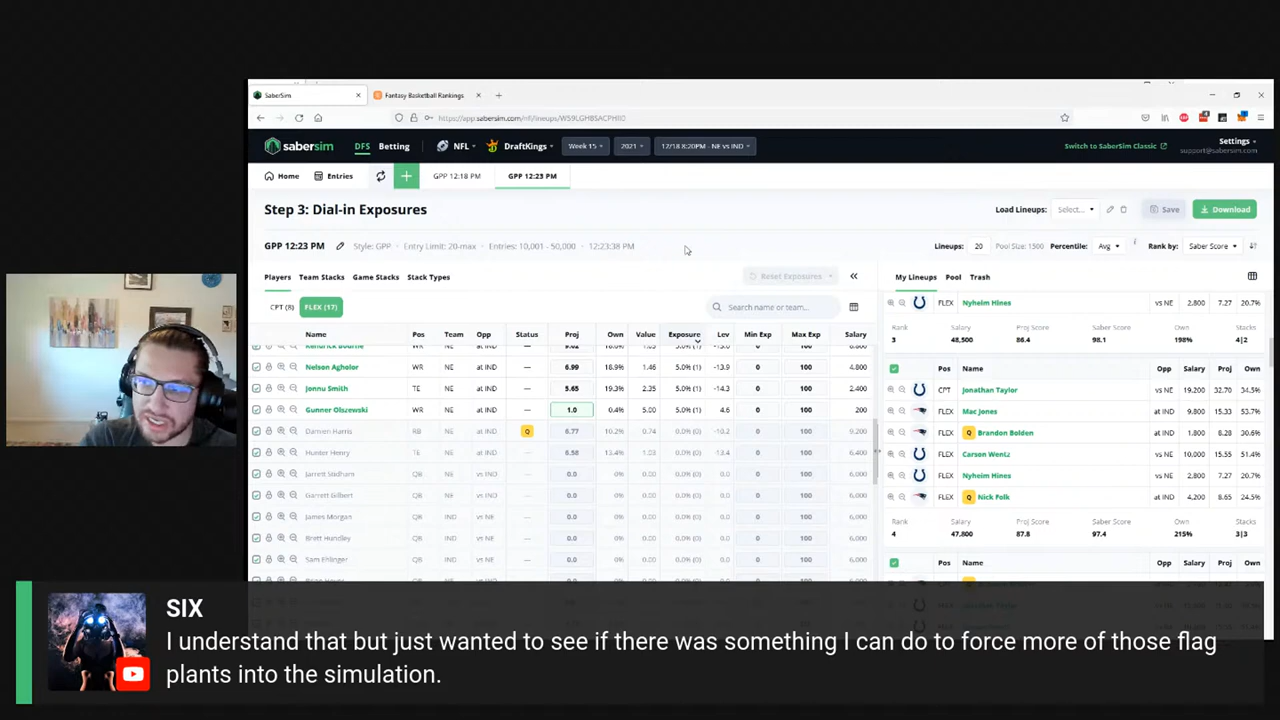 SaberSim
Fantasy Basketball Rankings
https://app.sabersim.com/nfl/lineups/
sabersim DFS Betting NFL DraftKings Week 15 2021 12/18 8:20PM - NE vs IND Switch to SaberSim Classic Settings
support@sabersim.com
Home Entries GPP 12:18 PM GPP 12:23 PM
Step 3: Dial-in Exposures Load Lineups: Select... Save Download
GPP 12:23 PM Style: GPP Entry Limit: 20-max Entries: 10,001 - 50,000 12:23:38 PM Lineups: 20 Pool Size: 1500 Percentile: Avg Rank by: Saber Score
Players Team Stacks Game Stacks Stack Types Reset Exposures My Lineups Pool Trash
CPT (8) FLEX (17) Search name or team...
Name Pos Team Opp Status Proj Own Value Exposure Lev Min Exp Max Exp Salary
Kendrick Bourne WR NE at IND
Nelson Agholor WR NE at IND — 6.99 18.9% 1.46 5.0% (1) -13.9 0 100 4,800
Jonnu Smith TE NE at IND — 5.65 19.3% 2.35 5.0% (1) -14.3 0 100 2,400
Gunner Olszewski WR NE at IND — 1.0 0.4% 5.00 5.0% (1) 4.6 0 100 200
Damien Harris RB NE at IND Q 6.77 10.2% 0.74 0.0% (0) -10.2 0 100 9,200
Hunter Henry TE NE at IND — 6.58 13.4% 1.03 0.0% (0) -13.4 0 100 6,400
Jarrett Stidham QB NE at IND — 0.0 0% 0.00 0.0% (0) 0 100 6,000
Garrett Gilbert QB NE at IND — 0.0 0% 0.00 0.0% (0) 0 100 6,000
James Morgan QB IND vs NE — 0.0 0% 0.00 0.0% (0) 0 100 6,000
Brett Hundley QB IND vs NE — 0.0 0% 0.00 0.0% (0) 0 100 6,000
Sam Ehlinger QB IND vs NE — 0.0 0% 0.00 0.0% (0) 0 100 6,000
FLEX Nyheim Hines vs NE 2,800 7.27 20.7%
Rank Salary Proj Score Saber Score Own Stacks
3 48,500 86.4 98.1 198% 4|2
Pos Name Opp Salary Proj Own
CPT Jonathan Taylor vs NE 19,200 32.70 34.5%
FLEX Mac Jones at IND 9,800 15.33 53.7%
FLEX Q Brandon Bolden at IND 1,800 8.28 30.6%
FLEX Carson Wentz vs NE 10,000 15.55 51.4%
FLEX Nyheim Hines vs NE 2,800 7.27 20.7%
FLEX Q Nick Folk at IND 4,200 8.65 24.5%
Rank Salary Proj Score Saber Score Own Stacks
4 47,800 87.8 97.4 215% 3|3
Pos Name Opp Salary Proj Own
SIX
I understand that but just wanted to see if there was something I can do to force more of those flag
plants into the simulation.